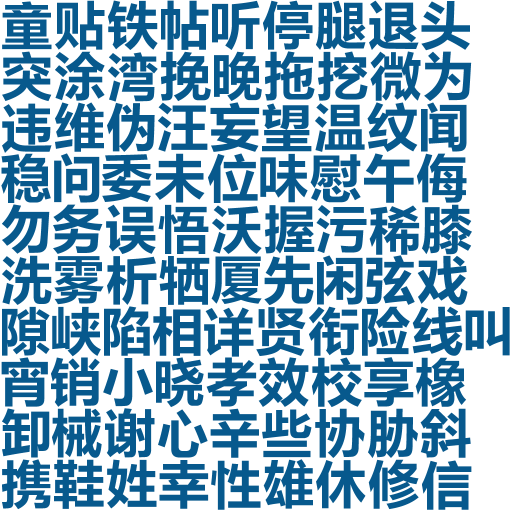 童贴铁帖听停腿退头
突涂湾挽晚拖挖微为
违维伪汪妄望温纹闻
稳问委未位味慰午侮
勿务误悟沃握污稀膝
洗雾析牺厦先闲弦戏
隙峡陷相详贤衔险线叫
宵销小晓孝效校享橡
卸械谢心辛些协胁斜
携鞋姓幸性雄休修信